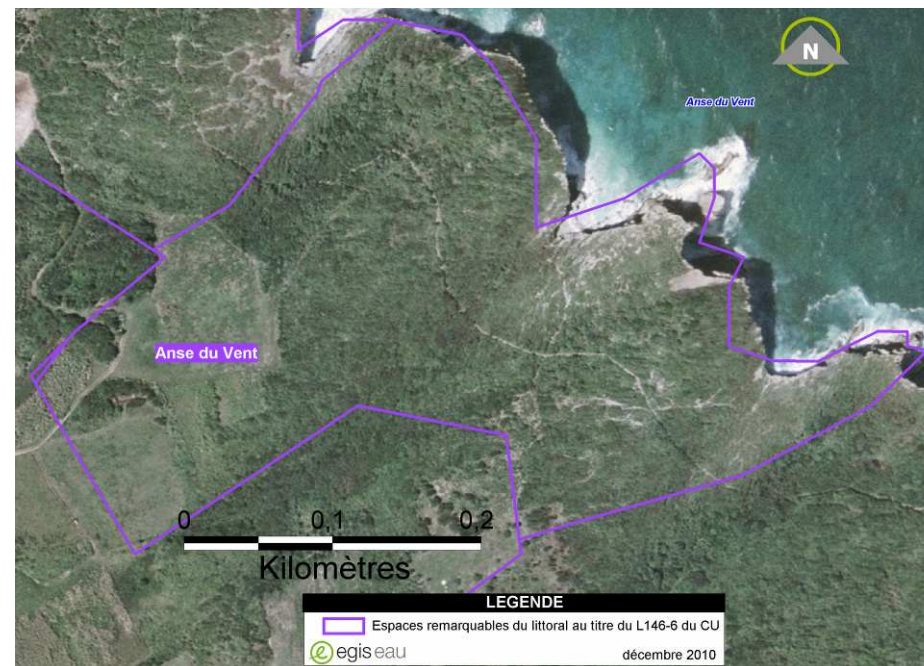 N
Anse du Vent
Anse du Vent
0 0,1 0,2
Kilomètres
LEGENDE
Espaces remarquables du littoral au titre du L146-6 du CU
egis eau décembre 2010